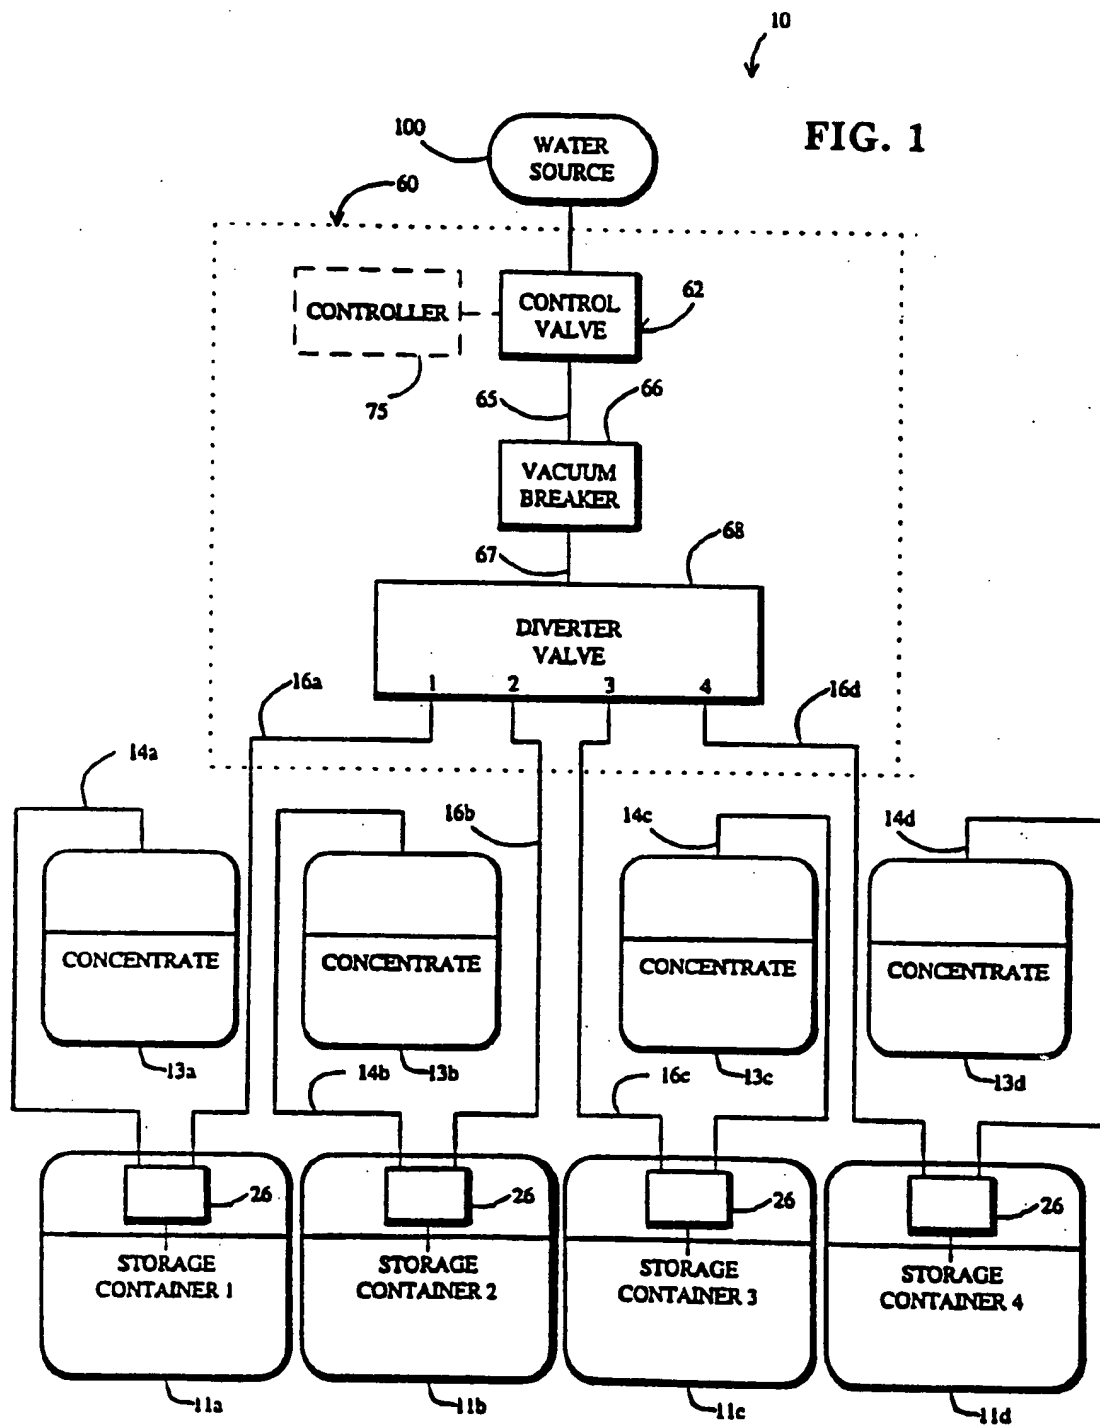 10
FIG. 1
100
WATER
SOURCE
60
CONTROLLER
CONTROL
VALVE
62
75
65
66
VACUUM
BREAKER
67
68
DIVERTER
VALVE
1 2 3 4
16a
16d
14a
16b
14c
14d
CONCENTRATE
CONCENTRATE
CONCENTRATE
CONCENTRATE
13a
14b
13b
16c
13c
13d
26
26
26
26
STORAGE
CONTAINER 1
STORAGE
CONTAINER 2
STORAGE
CONTAINER 3
STORAGE
CONTAINER 4
11a
11b
11c
11d